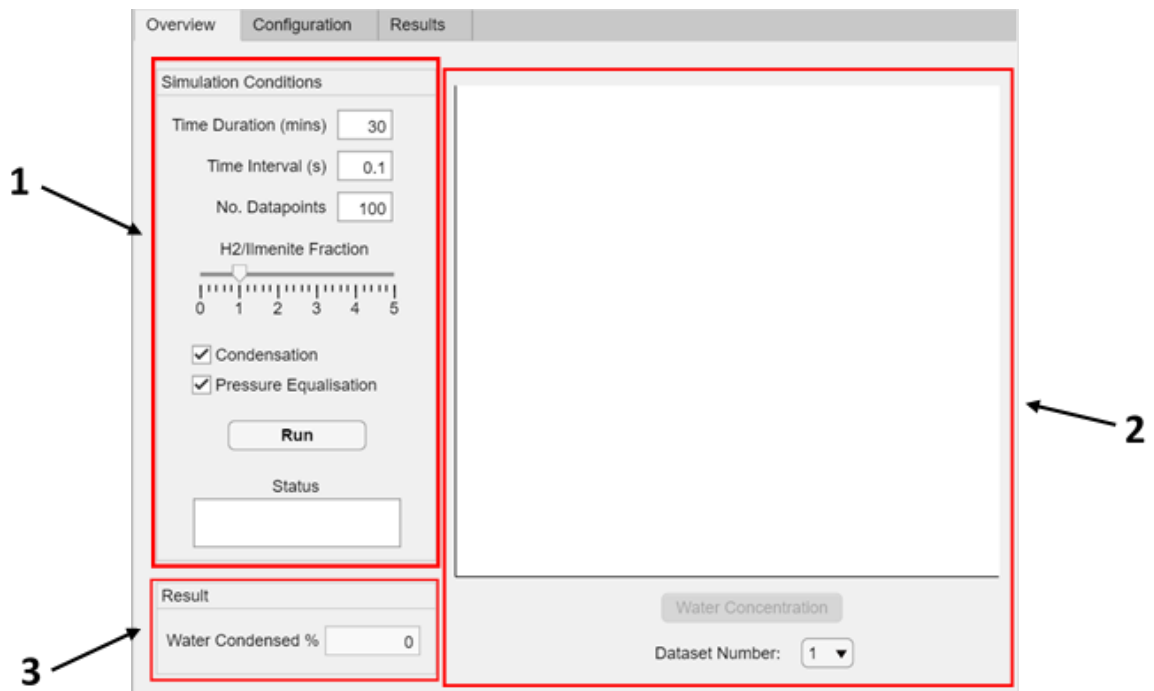 Overview Configuration Results
Simulation Conditions
Time Duration (mins) 30
Time Interval (s) 0.1
No. Datapoints 100
H2/Ilmenite Fraction
0 1 2 3 4 5
Condensation
Pressure Equalisation
Run
Status
Result
Water Condensed % 0
Water Concentration
Dataset Number: 1
1
2
3